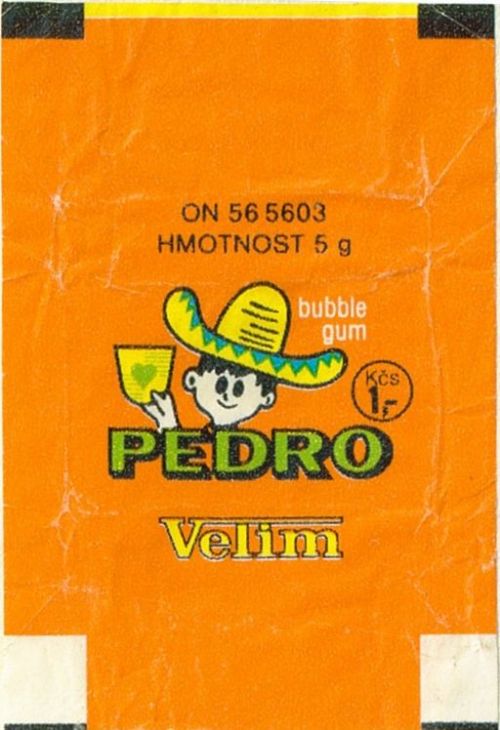 ON 56 5603
HMOTNOST 5 g
bubble
gum
Kčs
1,-
PEDRO
Velim